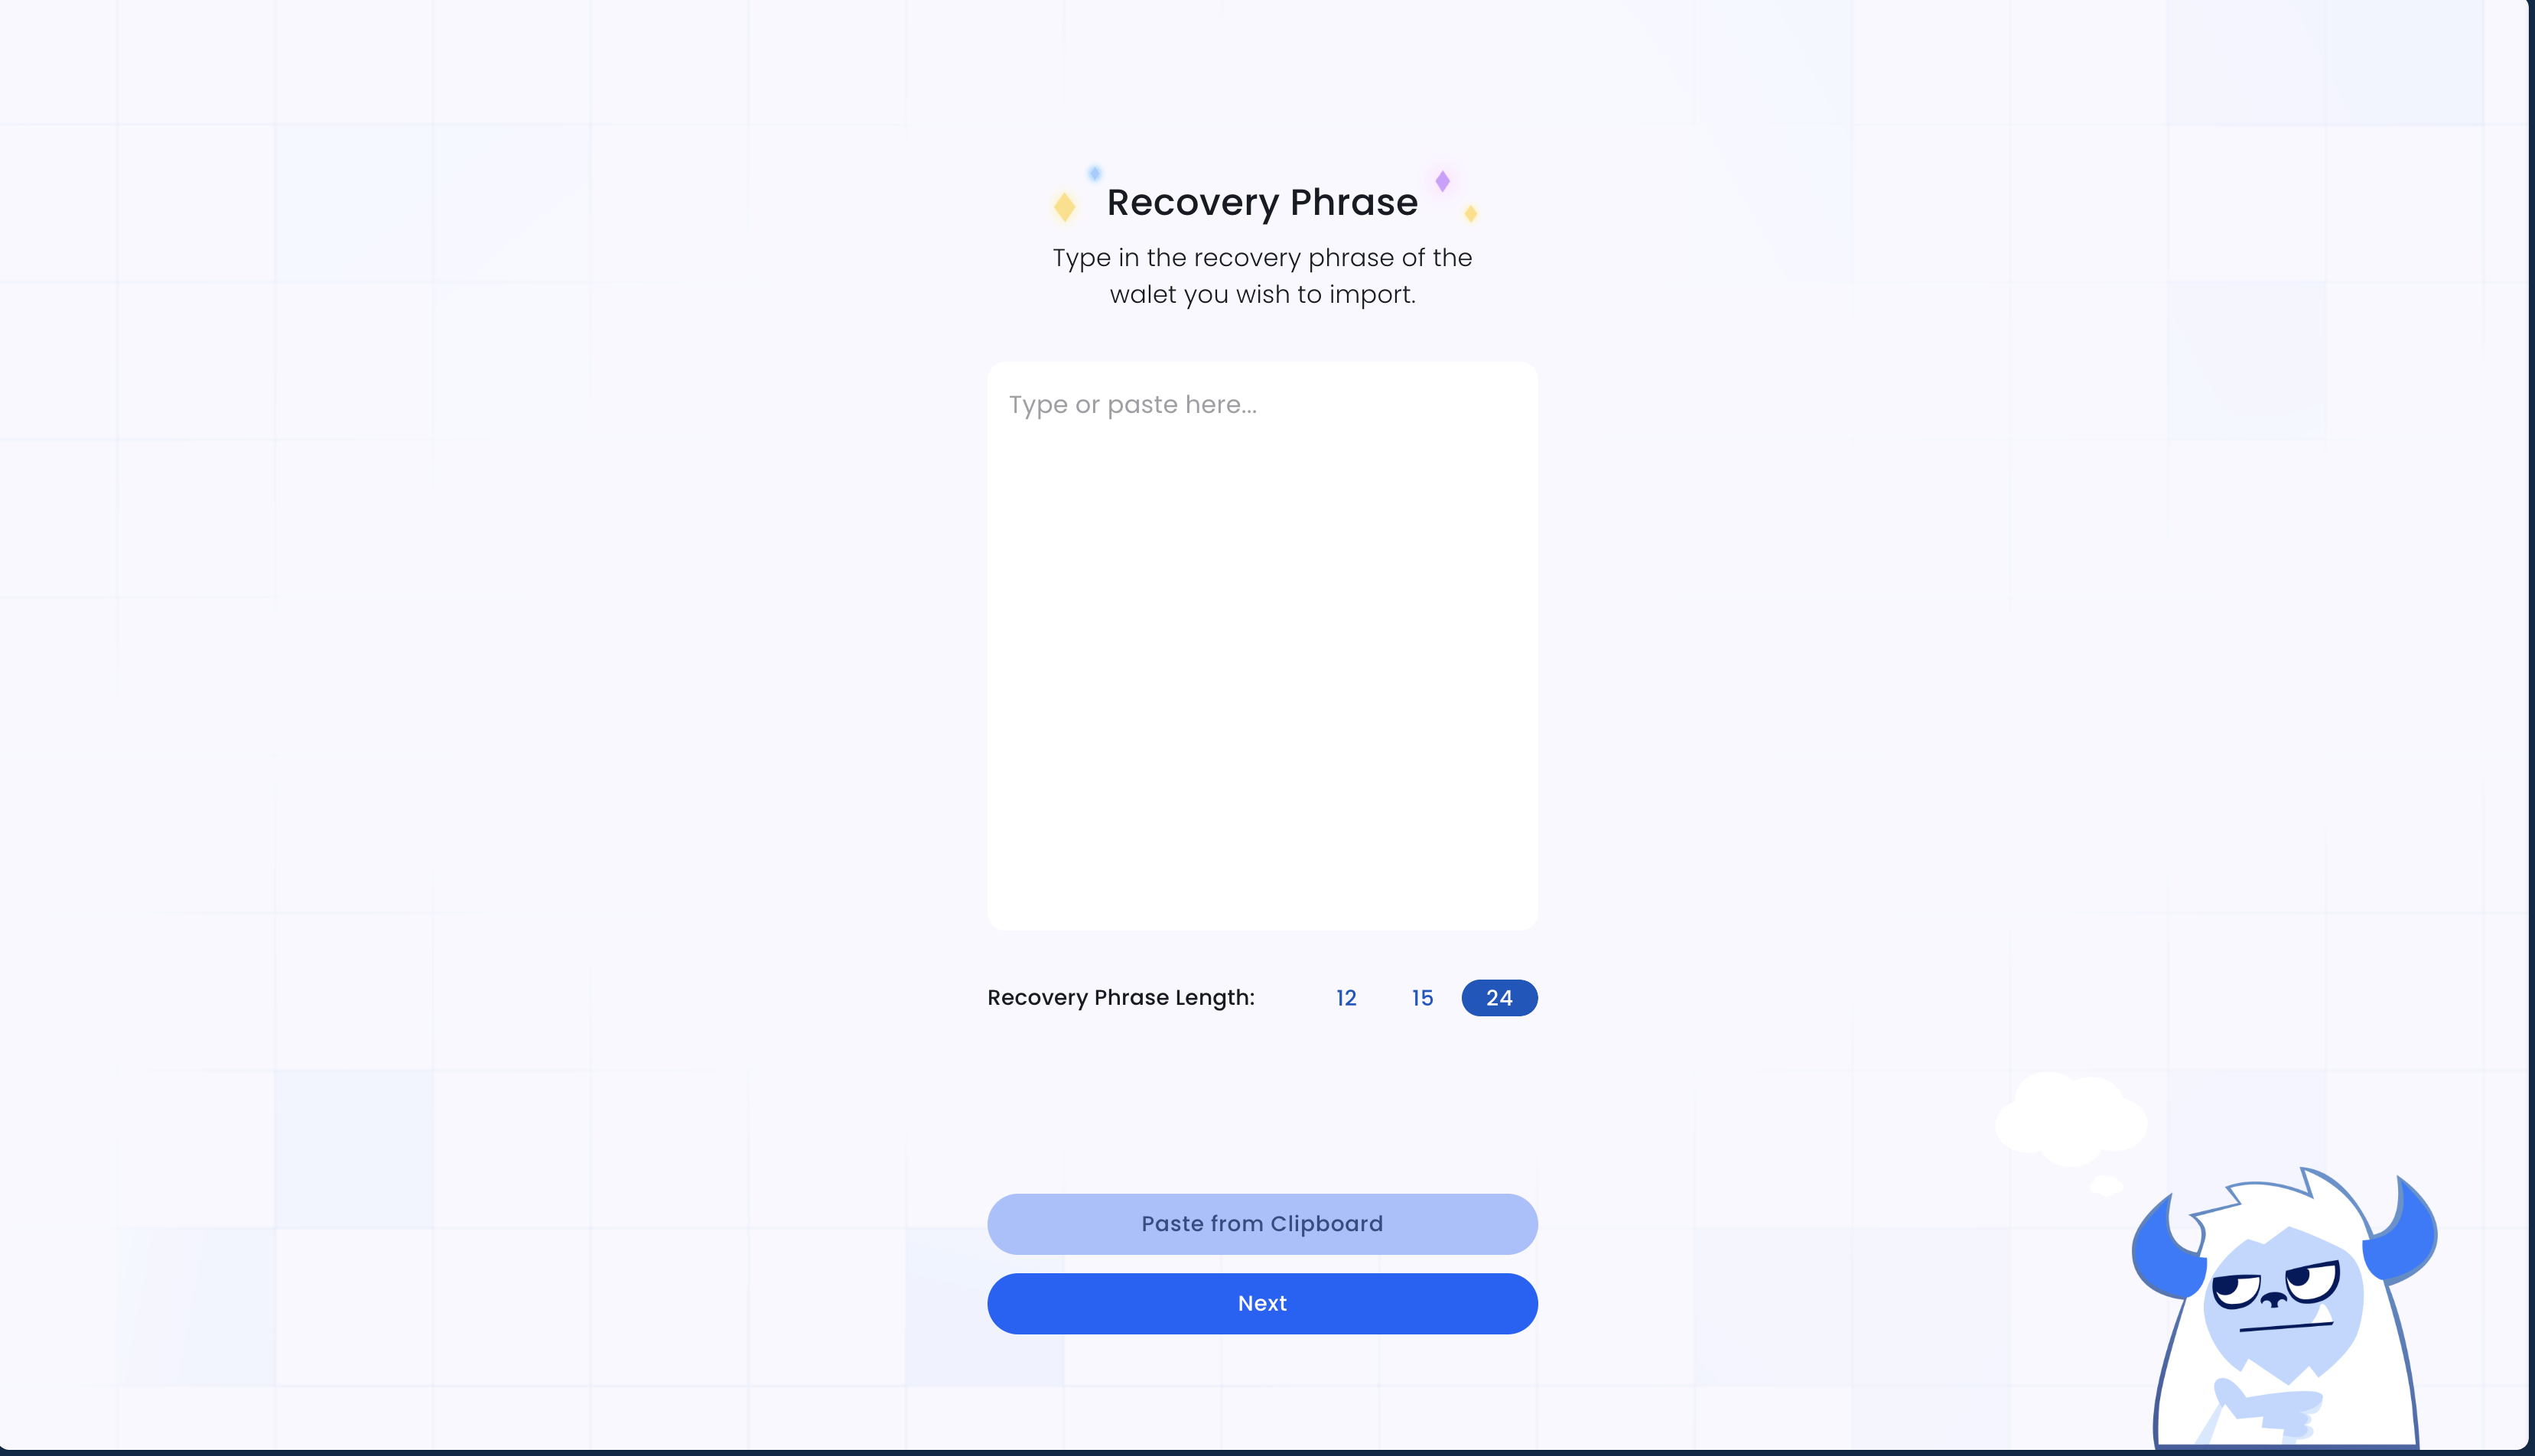 Recovery Phrase
Type in the recovery phrase of the
walet you wish to import.
Type or paste here...
Recovery Phrase Length: 12 15 24
Paste from Clipboard
Next